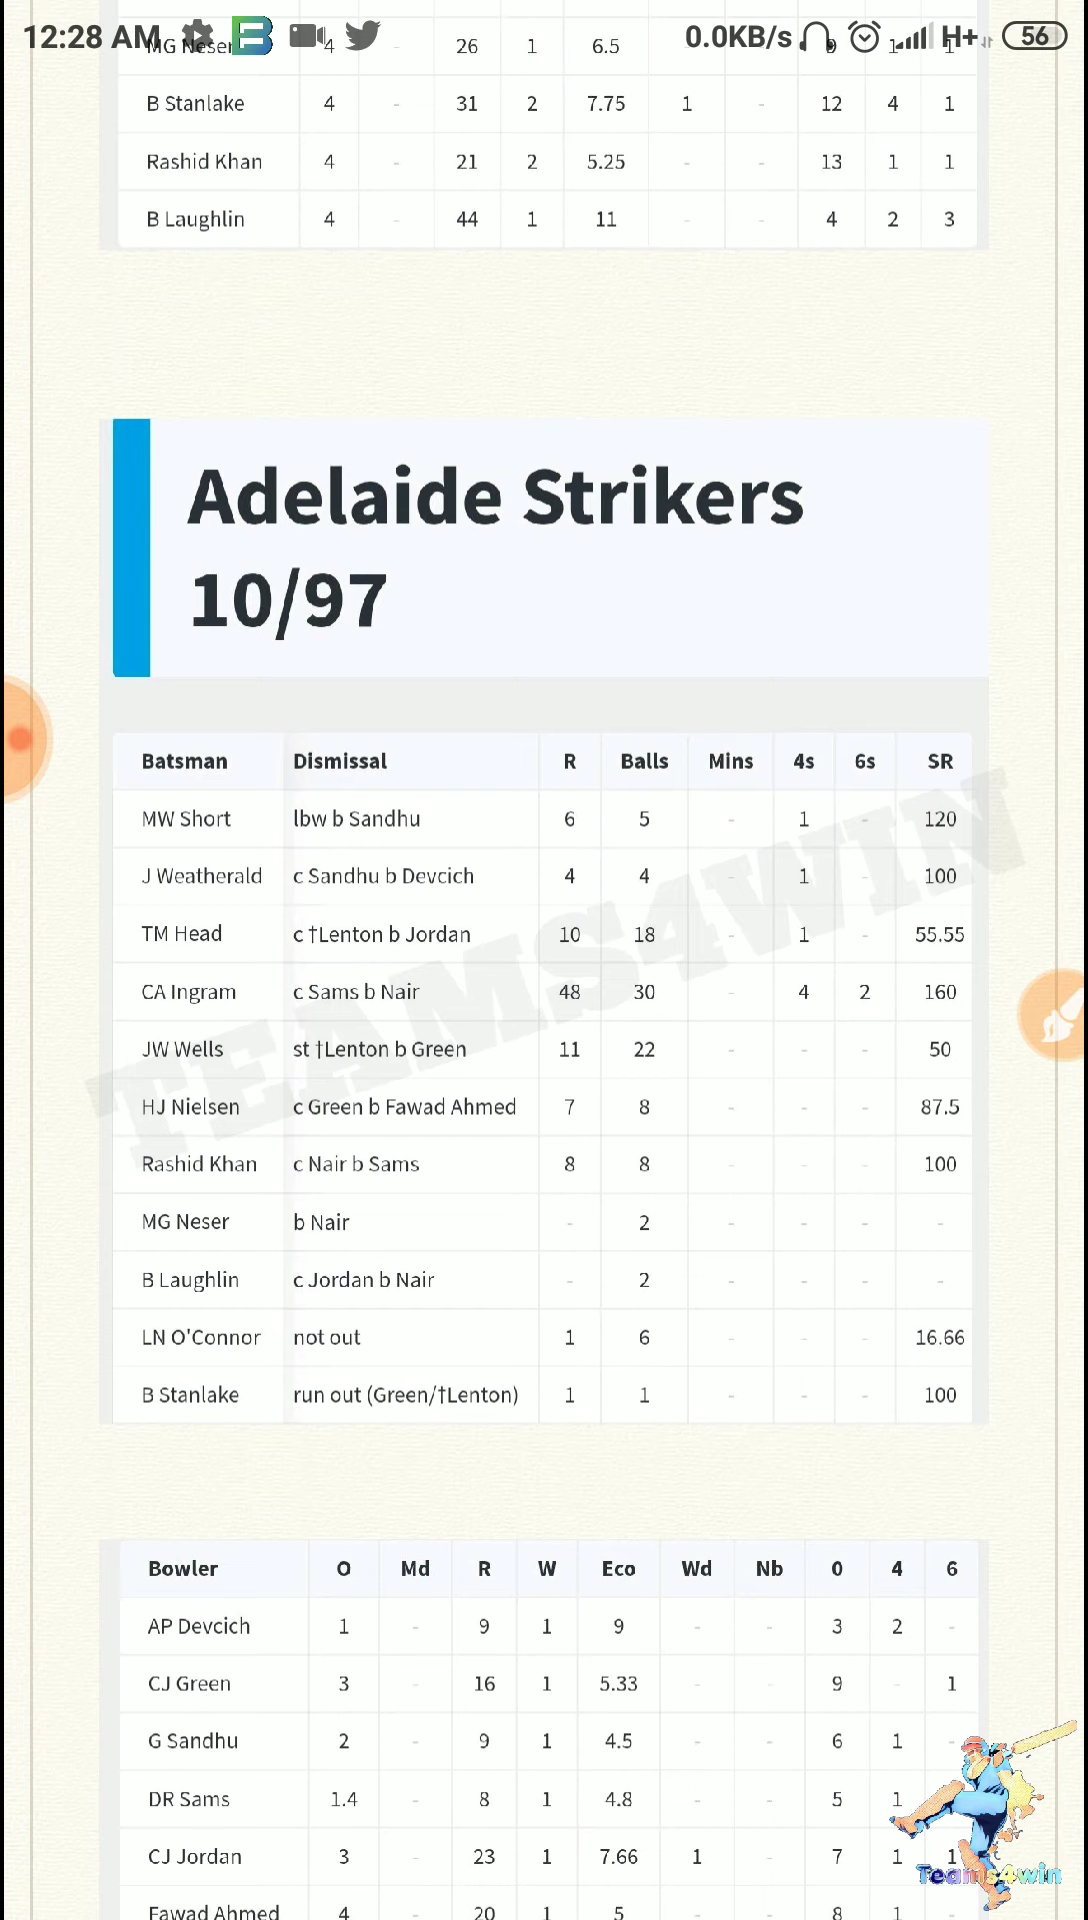 12:28 AM 0.0KB/s H+ 56
MG Neser 4 - 26 1 6.5 9 1 1
B Stanlake 4 - 31 2 7.75 1 - 12 4 1
Rashid Khan 4 - 21 2 5.25 - - 13 1 1
B Laughlin 4 - 44 1 11 - - 4 2 3
Adelaide Strikers
10/97
Batsman Dismissal R Balls Mins 4s 6s SR
MW Short lbw b Sandhu 6 5 - 1 - 120
J Weatherald c Sandhu b Devcich 4 4 - 1 - 100
TM Head c †Lenton b Jordan 10 18 - 1 - 55.55
CA Ingram c Sams b Nair 48 30 - 4 2 160
JW Wells st †Lenton b Green 11 22 - - - 50
HJ Nielsen c Green b Fawad Ahmed 7 8 - - - 87.5
Rashid Khan c Nair b Sams 8 8 - - - 100
MG Neser b Nair - 2 - - - -
B Laughlin c Jordan b Nair - 2 - - - -
LN O'Connor not out 1 6 - - - 16.66
B Stanlake run out (Green/†Lenton) 1 1 - - - 100
TEAMS4WIN
Bowler O Md R W Eco Wd Nb 0 4 6
AP Devcich 1 - 9 1 9 - - 3 2 -
CJ Green 3 - 16 1 5.33 - - 9 - 1
G Sandhu 2 - 9 1 4.5 - - 6 1 -
DR Sams 1.4 - 8 1 4.8 - - 5 1
CJ Jordan 3 - 23 1 7.66 1 - 7 1 1
Teams4win
Fawad Ahmed 4 - 20 1 5 - - 8 1 -